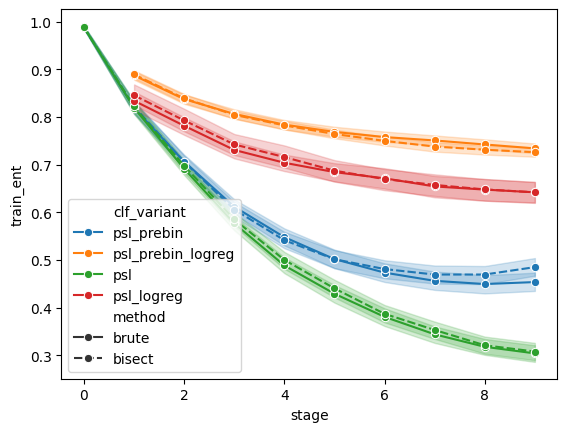 train_ent
1.0
0.9
0.8
0.7
0.6
0.5
0.4
0.3
clf_variant
psl_prebin
psl_prebin_logreg
psl
psl_logreg
method
brute
bisect
0 2 4 6 8
stage